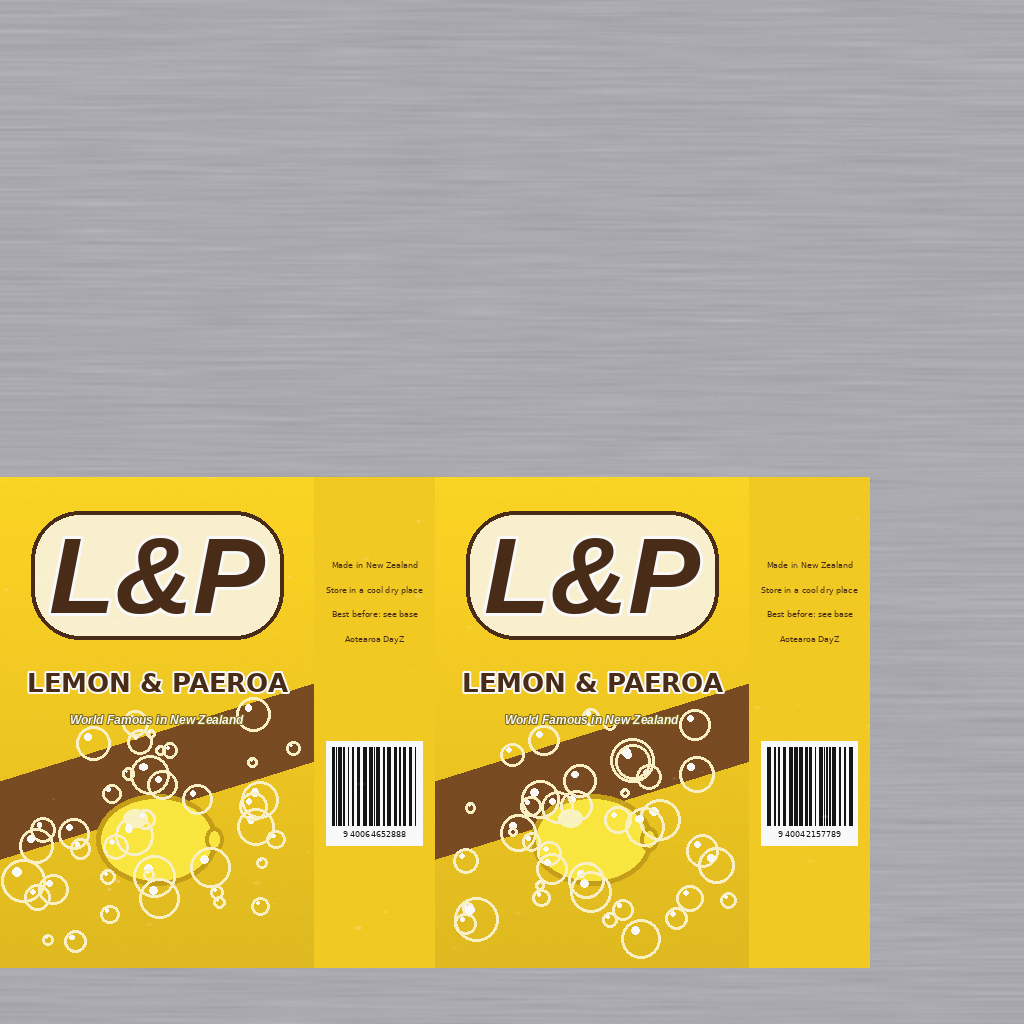 L&P
LEMON & PAEROA
World Famous in New Zealand
Made in New Zealand
Store in a cool dry place
Best before: see base
Aotearoa DayZ
9 40064652888
L&P
LEMON & PAEROA
World Famous in New Zealand
Made in New Zealand
Store in a cool dry place
Best before: see base
Aotearoa DayZ
9 40042157789